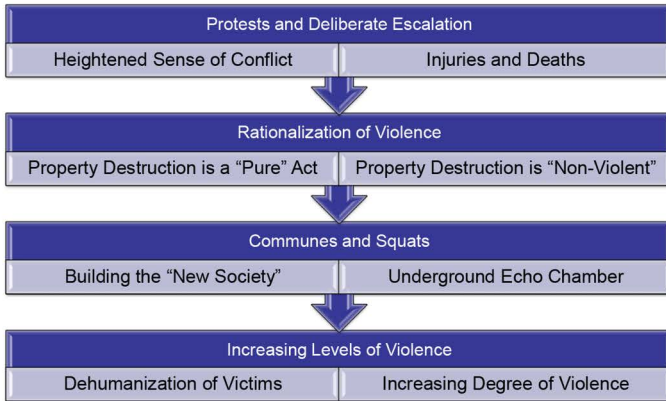 Protests and Deliberate Escalation
Heightened Sense of Conflict
Injuries and Deaths
Rationalization of Violence
Property Destruction is a “Pure” Act
Property Destruction is “Non-Violent”
Communes and Squats
Building the “New Society”
Underground Echo Chamber
Increasing Levels of Violence
Dehumanization of Victims
Increasing Degree of Violence